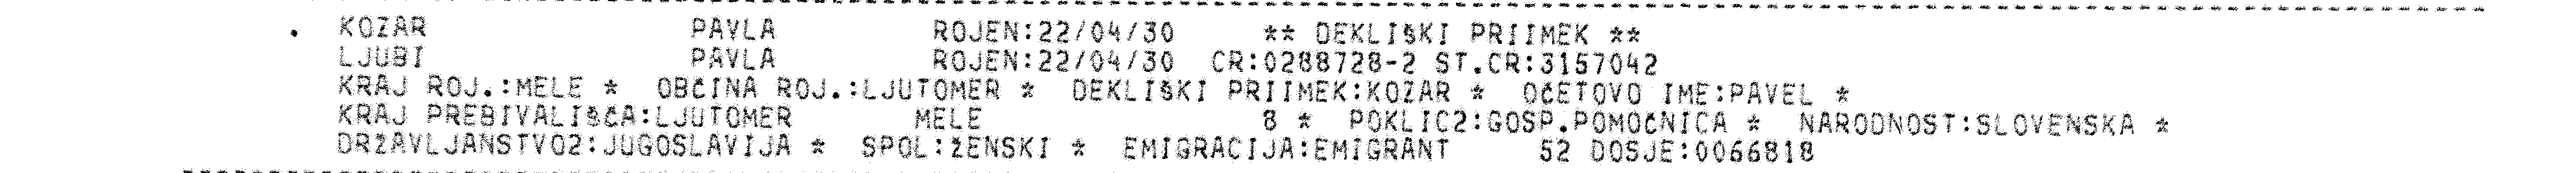 . KOZAR PAVLA ROJEN:22/04/30 ** DEKLIŠKI PRIIMEK **
LJUBI PAVLA ROJEN:22/04/30 CR:0288728-2 ST.CR:3157042
KRAJ ROJ.:MELE * OBČINA ROJ.:LJUTOMER * DEKLIŠKI PRIIMEK:KOZAR * OČETOVO IME:PAVEL *
KRAJ PREBIVALIŠČA:LJUTOMER MELE 8 * POKLIC2:GOSP.POMOČNICA * NARODNOST:SLOVENSKA *
DRŽAVLJANSTVO2:JUGOSLAVIJA * SPOL:ŽENSKI * EMIGRACIJA:EMIGRANT 52 DOSJE:0066818